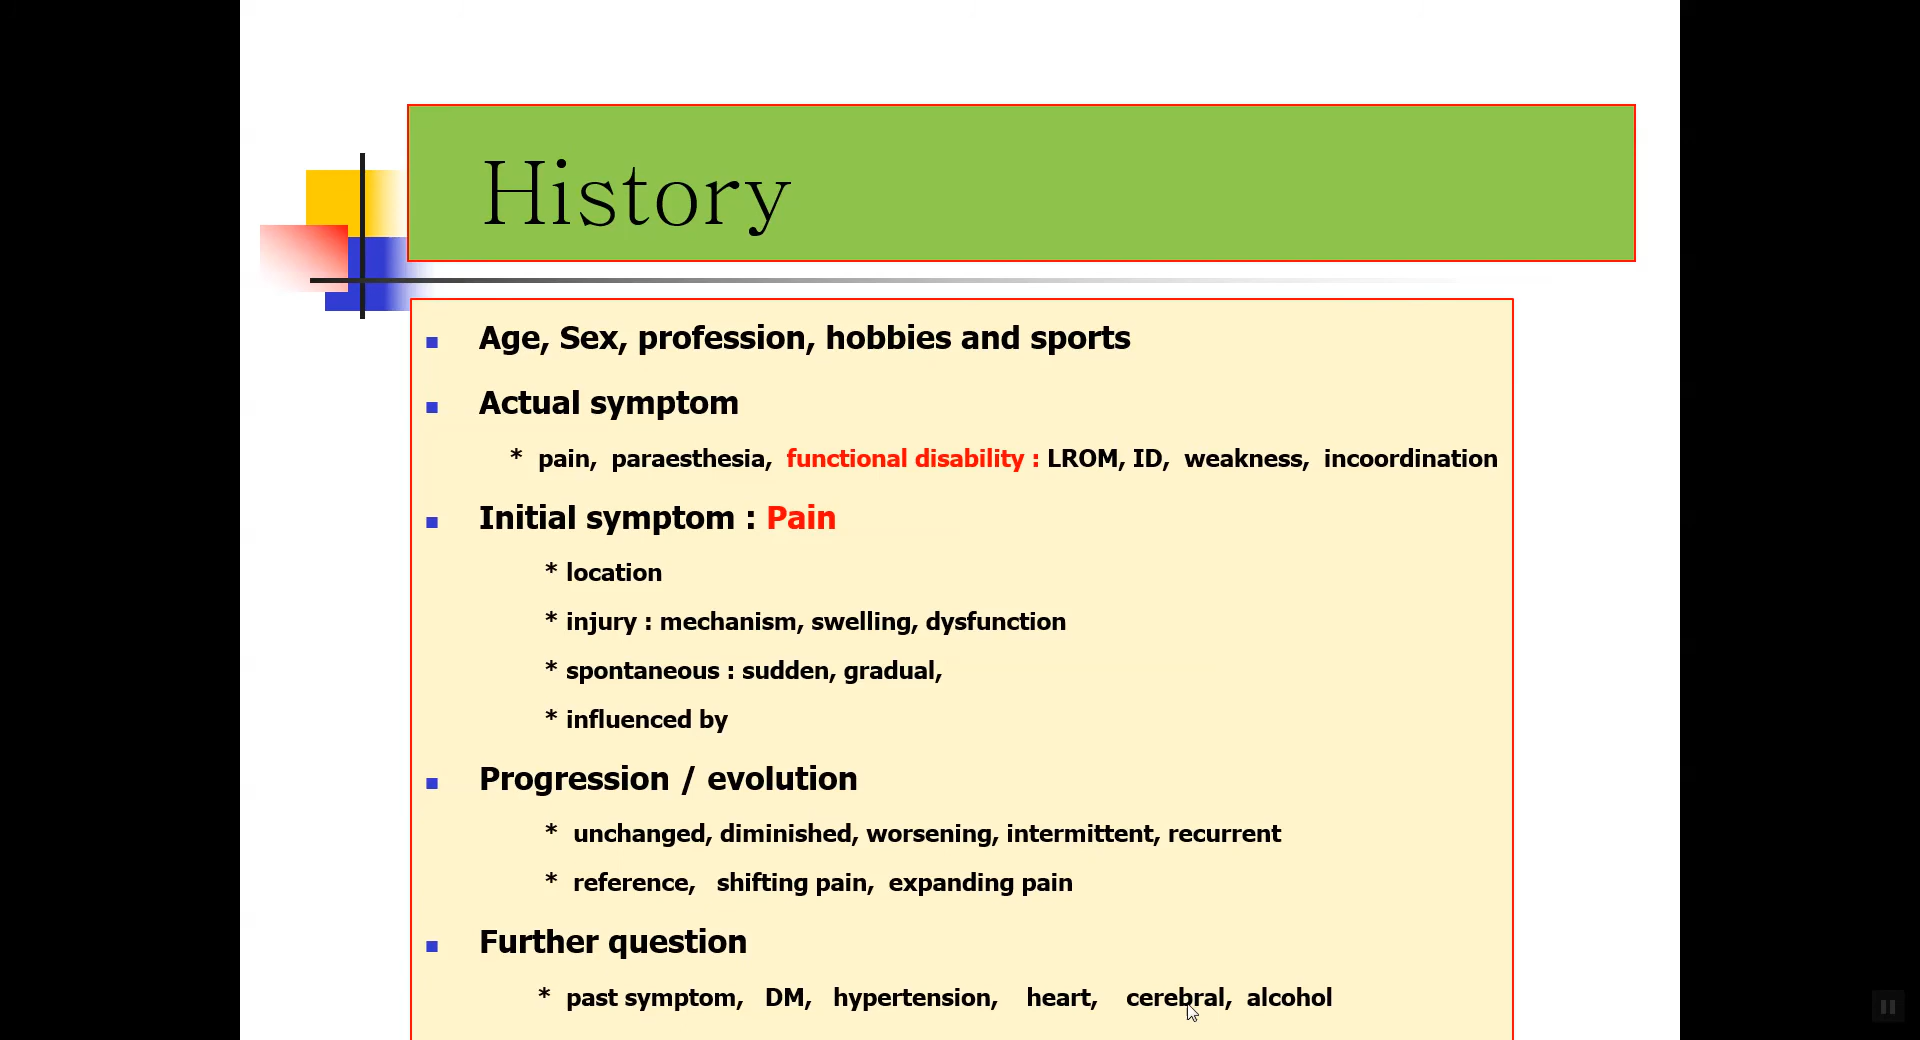 History
Age, Sex, profession, hobbies and sports
Actual symptom
* pain, paraesthesia, functional disability : LROM, ID, weakness, incoordination
Initial symptom : Pain
* location
* injury : mechanism, swelling, dysfunction
* spontaneous : sudden, gradual,
* influenced by
Progression / evolution
* unchanged, diminished, worsening, intermittent, recurrent
* reference, shifting pain, expanding pain
Further question
* past symptom, DM, hypertension, heart, cerebral, alcohol